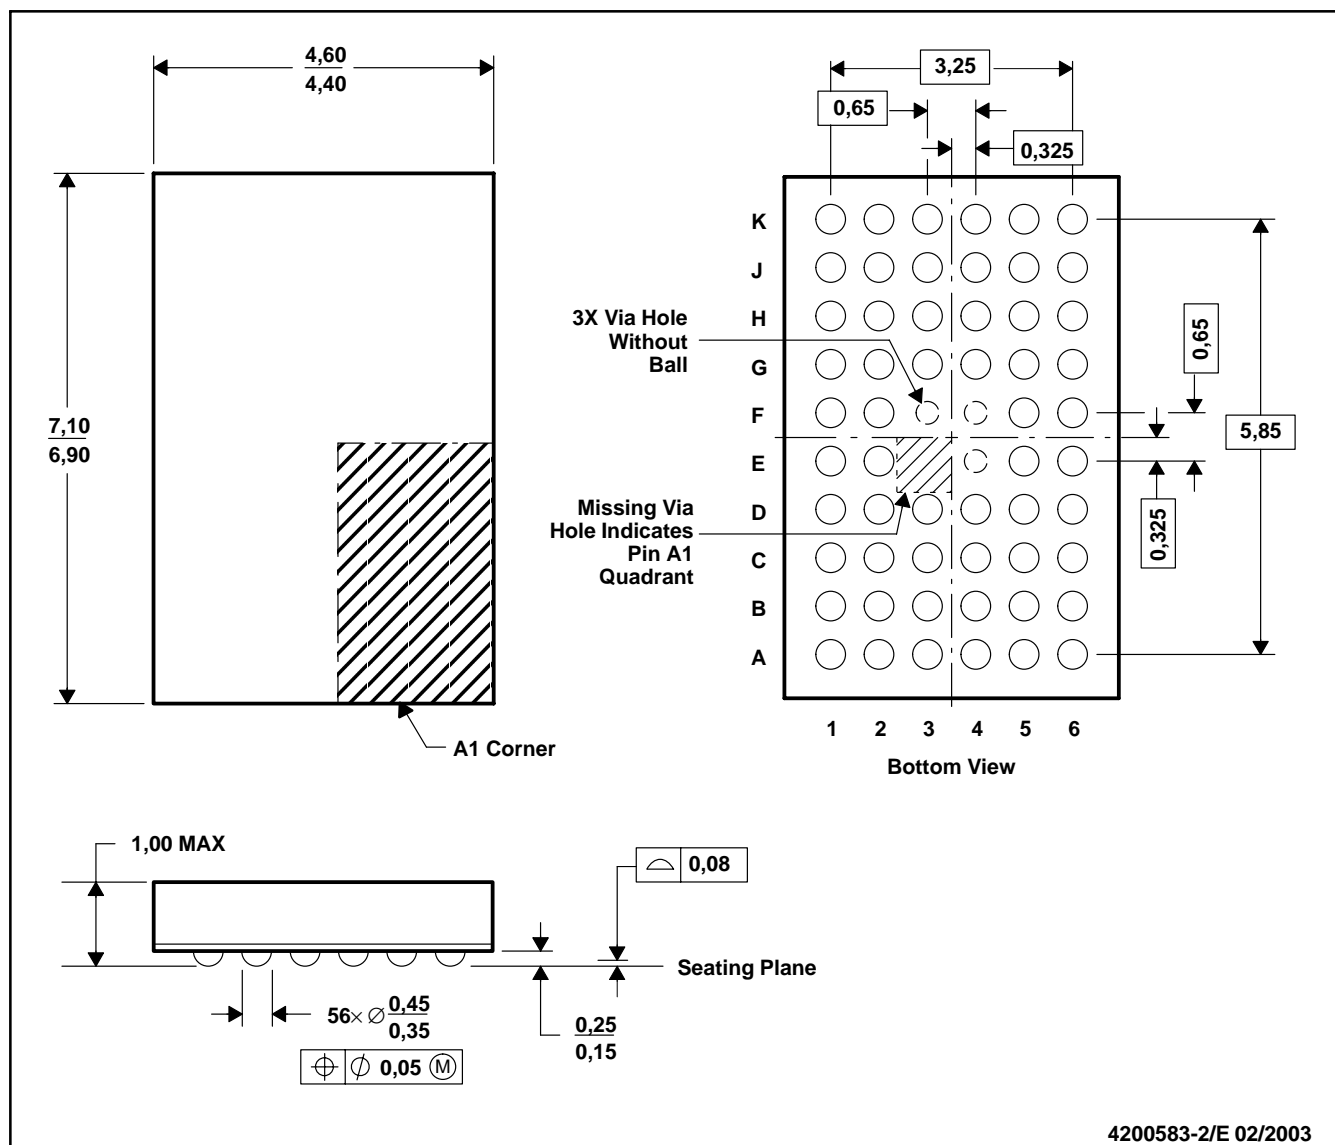 4,60
4,40
3,25
0,65
0,325
K
J
H
G
F
E
D
C
B
A
3X Via Hole
Without
Ball
0,65
7,10
6,90
5,85
Missing Via
Hole Indicates
Pin A1
Quadrant
0,325
A1 Corner
1 2 3 4 5 6
Bottom View
1,00 MAX
0,08
Seating Plane
56× ∅ 0,45
0,35
0,25
0,15
⌖ ∅ 0,05 Ⓜ
4200583-2/E 02/2003